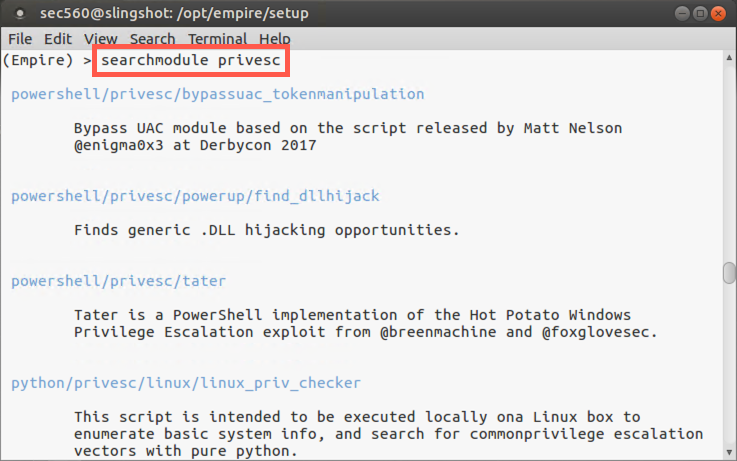 sec560@slingshot: /opt/empire/setup
File Edit View Search Terminal Help
(Empire) > searchmodule privesc
powershell/privesc/bypassuac_tokenmanipulation
Bypass UAC module based on the script released by Matt Nelson
@enigma0x3 at Derbycon 2017
powershell/privesc/powerup/find_dllhijack
Finds generic .DLL hijacking opportunities.
powershell/privesc/tater
Tater is a PowerShell implementation of the Hot Potato Windows
Privilege Escalation exploit from @breenmachine and @foxglovesec.
python/privesc/linux/linux_priv_checker
This script is intended to be executed locally ona Linux box to
enumerate basic system info, and search for commonprivilege escalation
vectors with pure python.